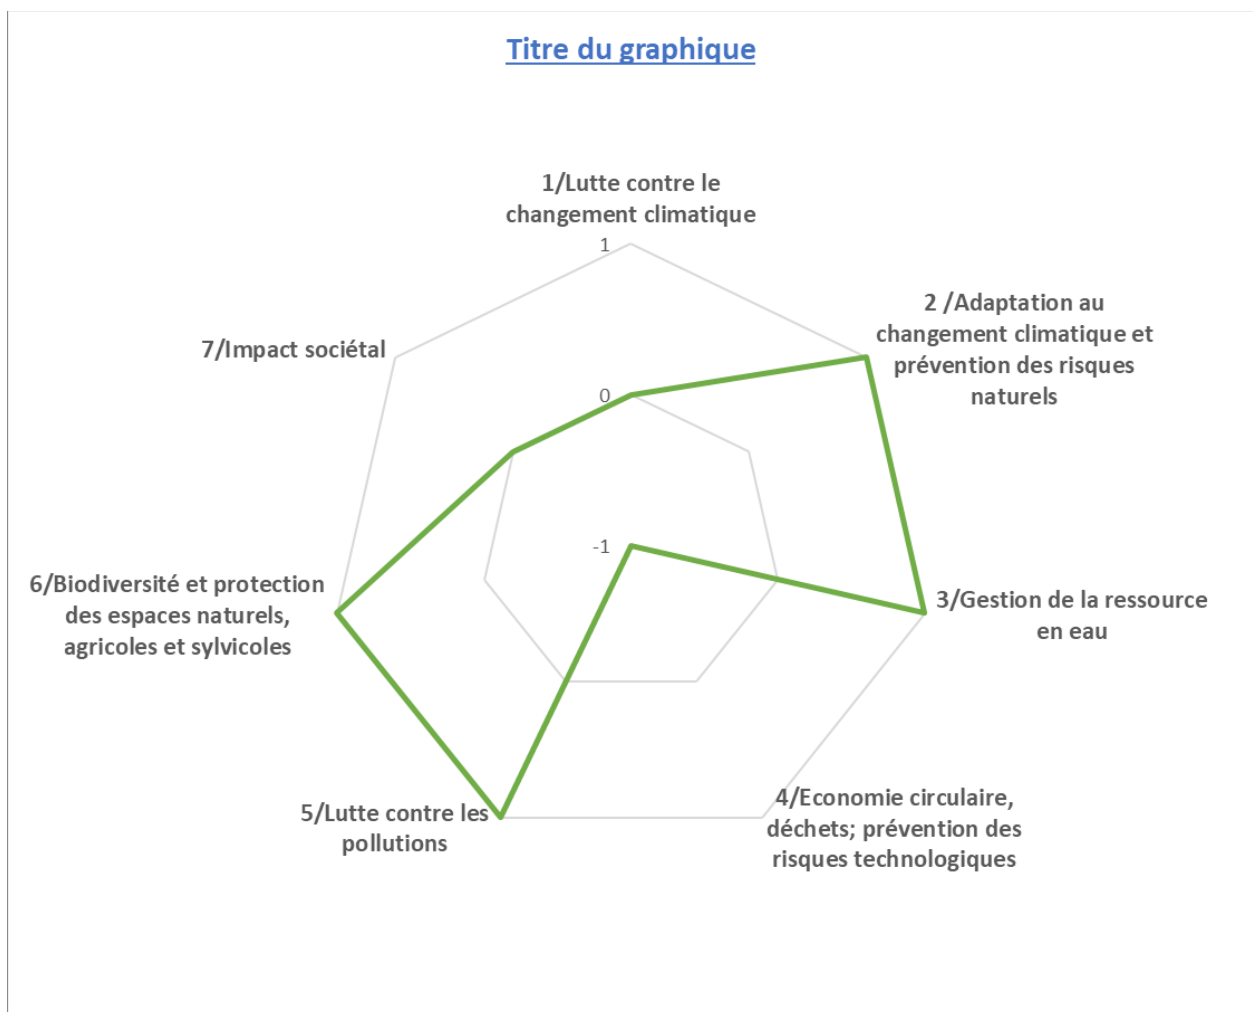 Titre du graphique
1/Lutte contre le
changement climatique
1
2 /Adaptation au
changement climatique et
prévention des risques
naturels
7/Impact sociétal
0
-1
6/Biodiversité et protection
des espaces naturels,
agricoles et sylvicoles
3/Gestion de la ressource
en eau
5/Lutte contre les
pollutions
4/Economie circulaire,
déchets; prévention des
risques technologiques